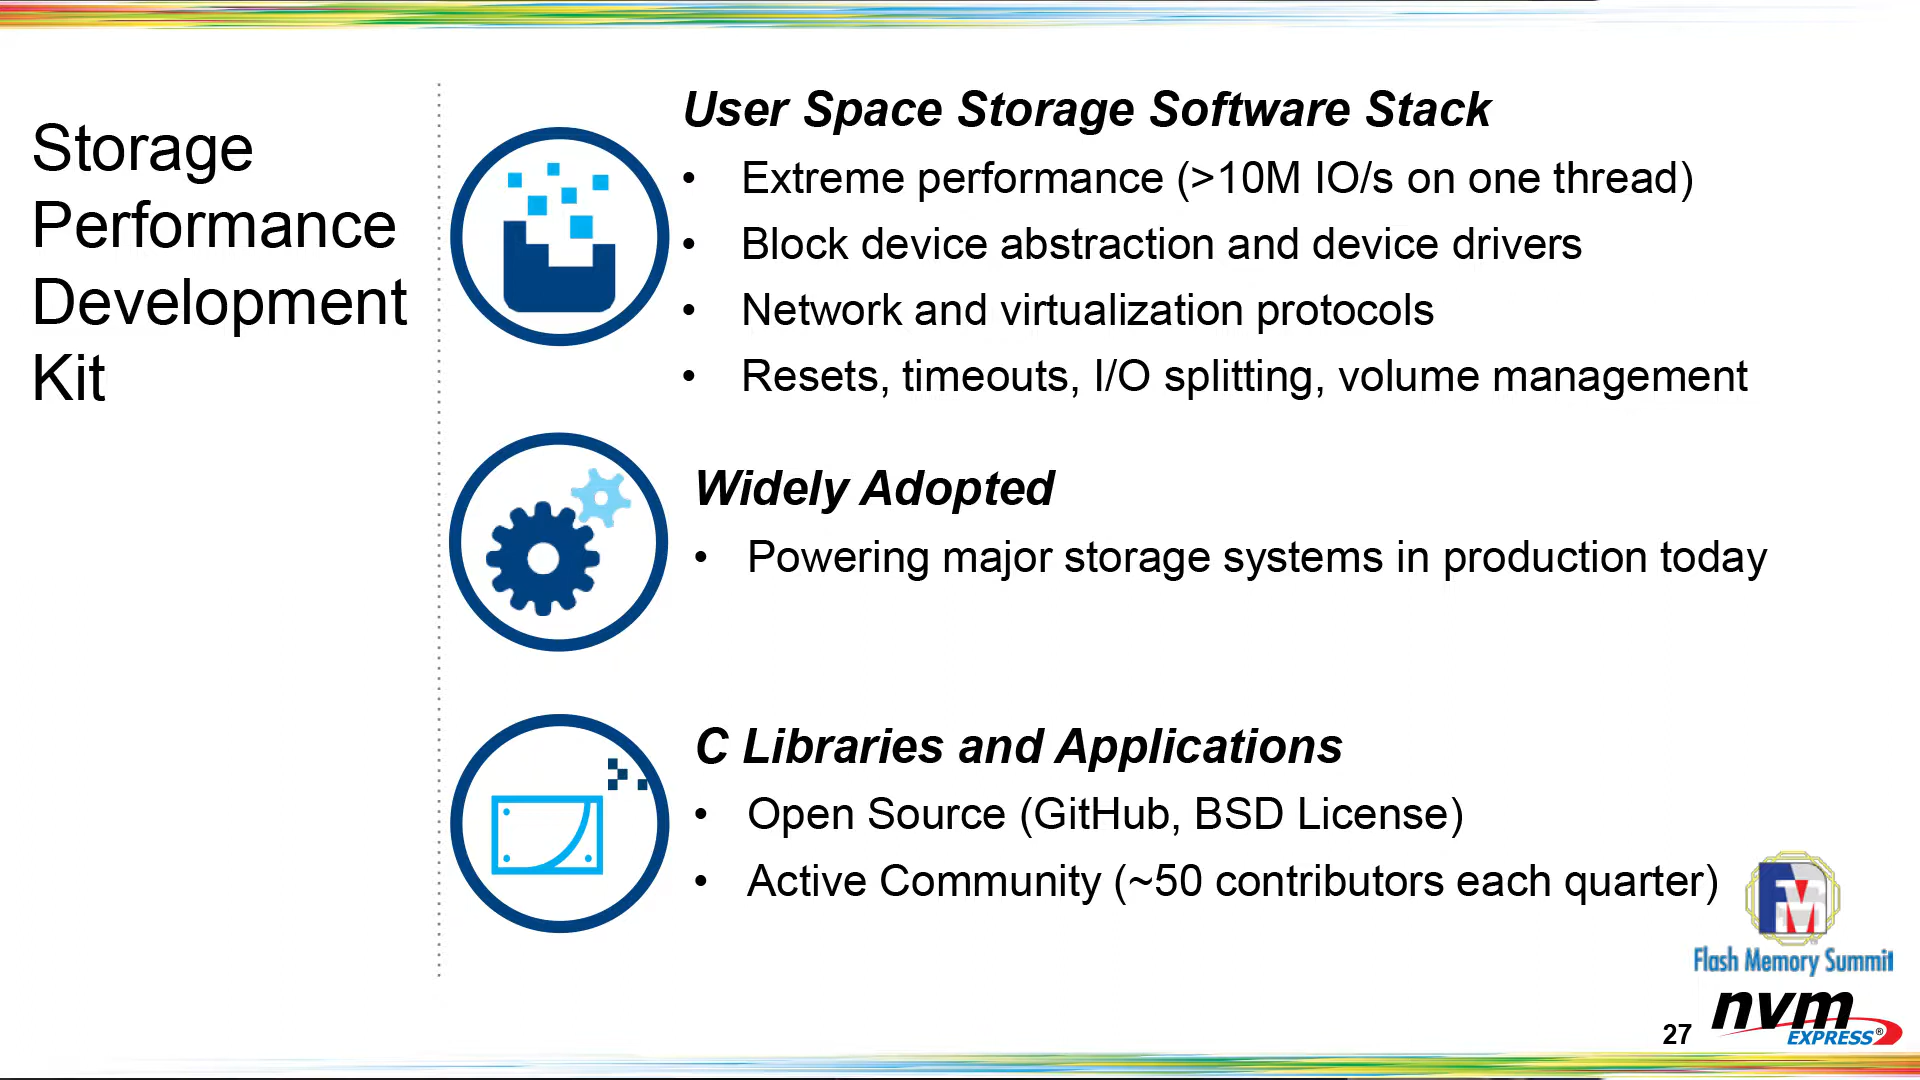 Storage
Performance
Development
Kit
User Space Storage Software Stack
• Extreme performance (>10M IO/s on one thread)
• Block device abstraction and device drivers
• Network and virtualization protocols
• Resets, timeouts, I/O splitting, volume management
Widely Adopted
• Powering major storage systems in production today
C Libraries and Applications
• Open Source (GitHub, BSD License)
• Active Community (~50 contributors each quarter)
FMS
Flash Memory Summit
nvm
EXPRESS®
27